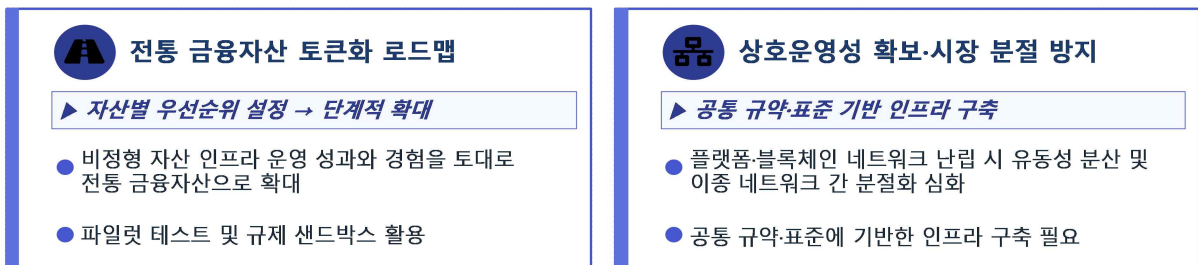 전통 금융자산 토큰화 로드맵
▶ 자산별 우선순위 설정 → 단계적 확대
● 비정형 자산 인프라 운영 성과와 경험을 토대로
전통 금융자산으로 확대
● 파일럿 테스트 및 규제 샌드박스 활용
상호운영성 확보·시장 분절 방지
▶ 공통 규약·표준 기반 인프라 구축
● 플랫폼·블록체인 네트워크 난립 시 유동성 분산 및
이종 네트워크 간 분절화 심화
● 공통 규약·표준에 기반한 인프라 구축 필요